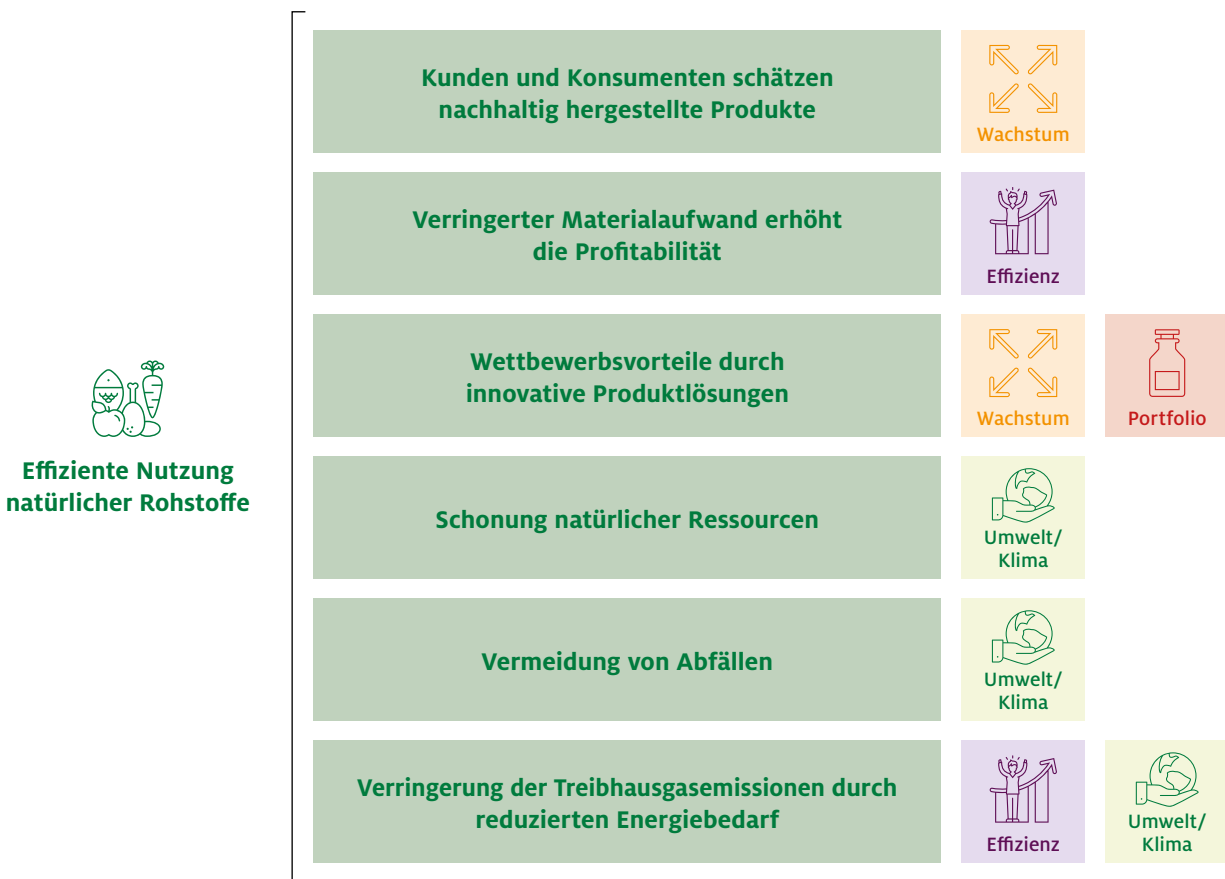 Kunden und Konsumenten schätzen
nachhaltig hergestellte Produkte
Wachstum
Verringerter Materialaufwand erhöht
die Profitabilität
Effizienz
Wettbewerbsvorteile durch
innovative Produktlösungen
Wachstum
Portfolio
Effiziente Nutzung
natürlicher Rohstoffe
Schonung natürlicher Ressourcen
Umwelt/
Klima
Vermeidung von Abfällen
Umwelt/
Klima
Verringerung der Treibhausgasemissionen durch
reduzierten Energiebedarf
Effizienz
Umwelt/
Klima